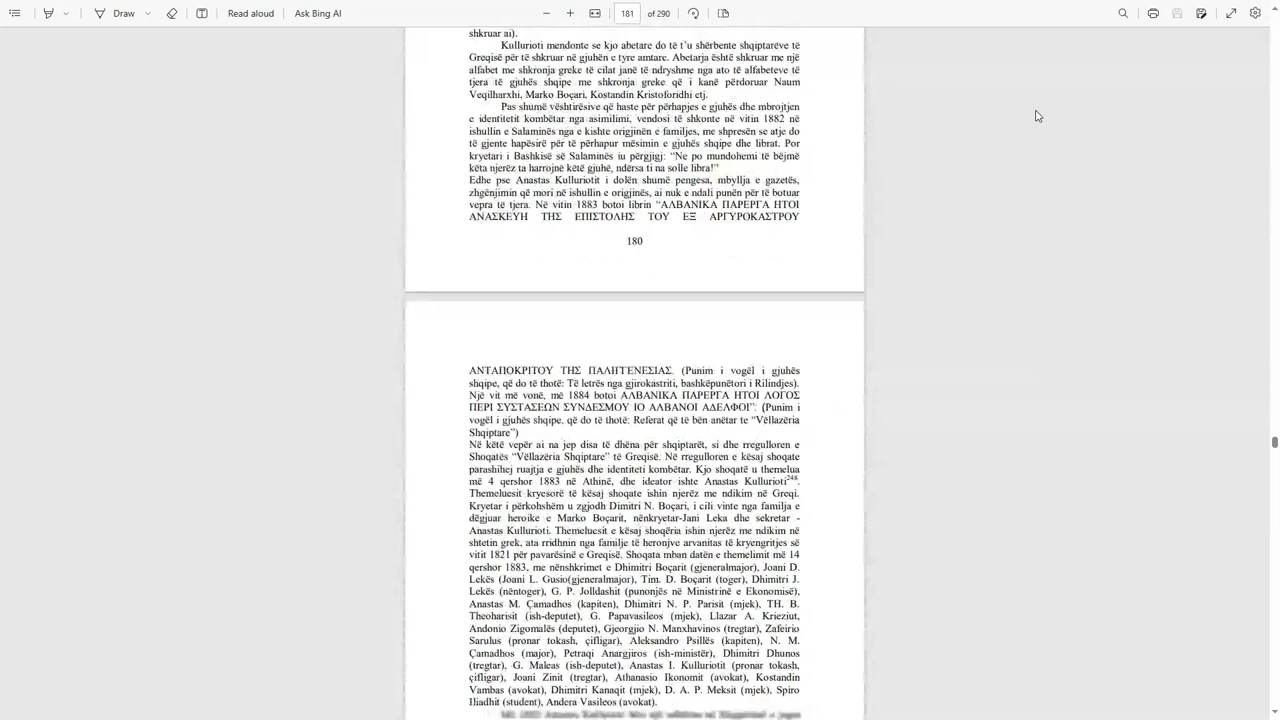 Draw
Read aloud
Ask Bing AI
181
of 290
shkruar ai).
Kullurioti mendonte se kjo abetare do të t’u shërbente shqiptarëve të
Greqisë për të shkruar në gjuhën e tyre amtare. Abetarja është shkruar me një
alfabet me shkronja greke të cilat janë të ndryshme nga ato të alfabeteve të
tjera të gjuhës shqipe me shkronja greke që i kanë përdoruar Naum
Veqilharxhi, Marko Boçari, Kostandin Kristoforidhi etj.
Pas shumë vështirësive që haste për përhapjes e gjuhës dhe mbrojtjen
e identitetit kombëtar nga asimilimi, vendosi të shkonte në vitin 1882 në
ishullin e Salaminës nga e kishte origjinën e familjes, me shpresën se atje do
të gjente hapësirë për të përhapur mësimin e gjuhës shqipe dhe librat. Por
kryetari i Bashkisë së Salaminës iu përgjigj: “Ne po mundohemi të bëjmë
këta njerëz ta harrojnë këtë gjuhë, ndërsa ti na solle libra!”
Edhe pse Anastas Kulluriotit i dolën shumë pengesa, mbyllja e gazetës,
zhgënjimin që mori në ishullin e origjinës, ai nuk e ndali punën për të botuar
vepra të tjera. Në vitin 1883 botoi librin “ΑΛΒΑΝΙΚΑ ΠΑΡΕΡΓΑ ΗΤΟΙ
ΑΝΑΣΚΕΥΗ ΤΗΣ ΕΠΙΣΤΟΛΗΣ ΤΟΥ ΕΞ ΑΡΓΥΡΟΚΑΣΤΡΟΥ
180
ΑΝΤΑΠΟΚΡΙΤΟΥ ΤΗΣ ΠΑΛΗΓΕΝΕΣΙΑΣ. (Punim i vogël i gjuhës
shqipe, që do të thotë: Të letrës nga gjirokastriti, bashkëpunëtori i Rilindjes).
Një vit më vonë, më 1884 botoi ΑΛΒΑΝΙΚΑ ΠΑΡΕΡΓΑ ΗΤΟΙ ΛΟΓΟΣ
ΠΕΡΙ ΣΥΣΤΑΣΕΩΝ ΣΥΝΔΕΣΜΟΥ ΙΟ ΑΛΒΑΝΟΙ ΑΔΕΛΦΟΙ”. (Punim i
vogël i gjuhës shqipe, që do të thotë: Referat që të bën anëtar te “Vëllazëria
Shqiptare”)
Në këtë vepër ai na jep disa të dhëna për shqiptarët, si dhe rregulloren e
Shoqatës “Vëllazëria Shqiptare” të Greqisë. Në rregulloren e kësaj shoqate
parashihej ruajtja e gjuhës dhe identiteti kombëtar. Kjo shoqatë u themelua
më 4 qershor 1883 në Athinë, dhe ideator ishte Anastas Kullurioti248.
Themeluesit kryesorë të kësaj shoqate ishin njerëz me ndikim në Greqi.
Kryetar i përkohshëm u zgjodh Dimitri N. Boçari, i cili vinte nga familja e
dëgjuar heroike e Marko Boçarit, nënkryetar-Jani Leka dhe sekretar -
Anastas Kullurioti. Themeluesit e kësaj shoqëria ishin njerëz me ndikim në
shtetin grek, ata rridhnin nga familje të heronjve arvanitas të kryengritjes së
vitit 1821 për pavarësinë e Greqisë. Shoqata mban datën e themelimit më 14
qershor 1883, me nënshkrimet e Dhimitri Boçarit (gjeneralmajor), Joani D.
Lekës (Joani L. Gusio(gjeneralmajor), Tim. D. Boçarit (toger), Dhimitri J.
Lekës (nëntoger), G. P. Jolldashit (punonjës në Ministrinë e Ekonomisë),
Anastas M. Çamadhos (kapiten), Dhimitri N. P. Parisit (mjek), TH. B.
Theoharisit (ish-deputet), G. Papavasileos (mjek), Llazar A. Krieziut,
Andonio Zigomalës (deputet), Gjeorgjio N. Manxhavinos (tregtar), Zafeirio
Sarulus (pronar tokash, çifligar), Aleksandro Psillës (kapiten), N. M.
Çamadhos (major), Petraqi Anargjiros (ish-ministër), Dhimitri Dhunos
(tregtar), G. Maleas (ish-deputet), Anastas I. Kulluriotit (pronar tokash,
çifligar), Joani Zinit (tregtar), Athanasio Ikonomit (avokat), Kostandin
Vambas (avokat), Dhimitri Kanaqit (mjek), D. A. P. Meksit (mjek), Spiro
Iliadhit (student), Andera Vasileos (avokat).